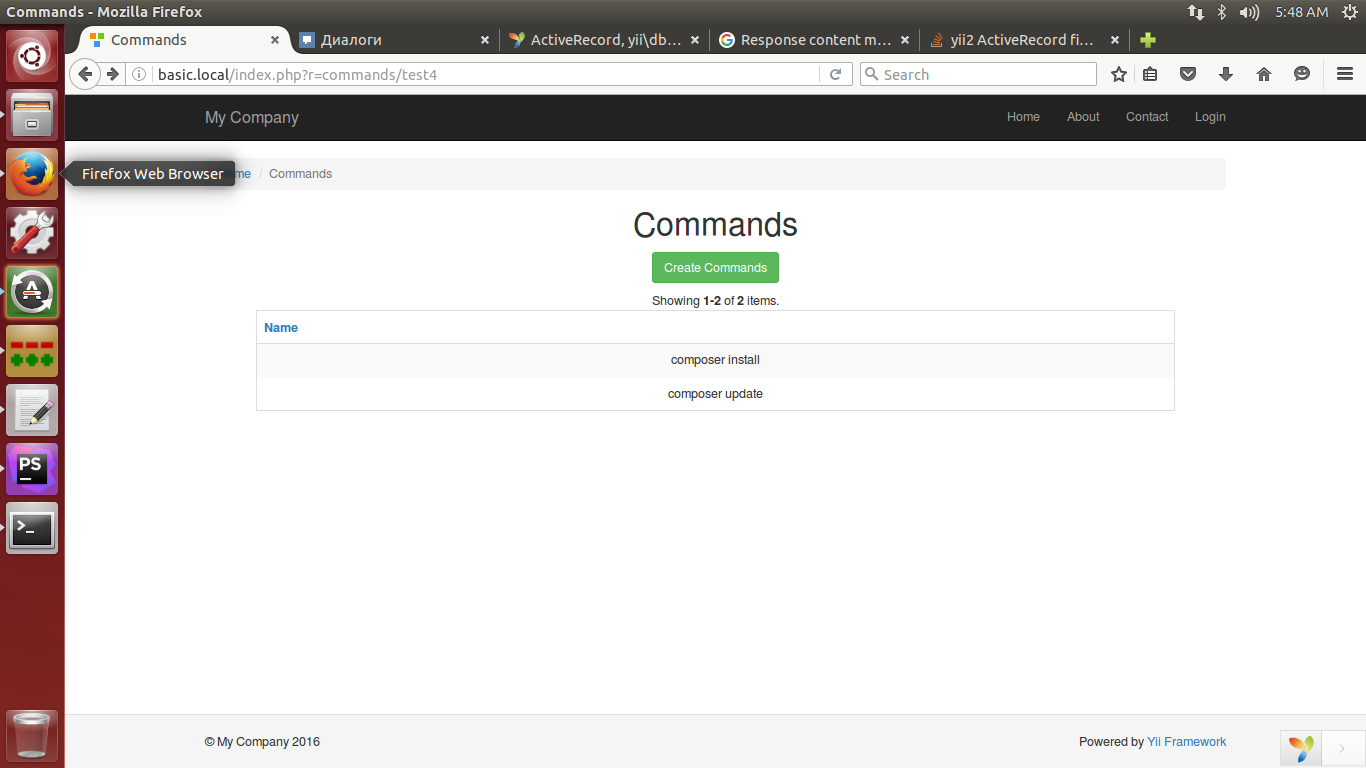 Commands - Mozilla Firefox
5:48 AM
Commands
Диалоги
ActiveRecord, yii\db...
Response content m...
yii2 ActiveRecord fi...
basic.local/index.php?r=commands/test4
Search
My Company
Home
About
Contact
Login
Firefox Web Browser
me / Commands
Commands
Create Commands
Showing 1-2 of 2 items.
Name
composer install
composer update
PS
© My Company 2016
Powered by Yii Framework